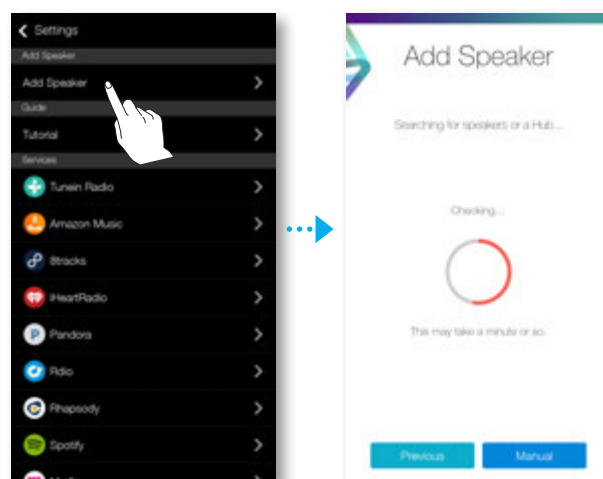 Settings
Add Speaker
Add Speaker
Guide
Tutorial
Services
Tunein Radio
Amazon Music
8tracks
iHeartRadio
Pandora
Rdio
Rhapsody
Spotify
Add Speaker
Searching for speakers or a Hub...
Checking...
This may take a minute or so.
Previous
Manual